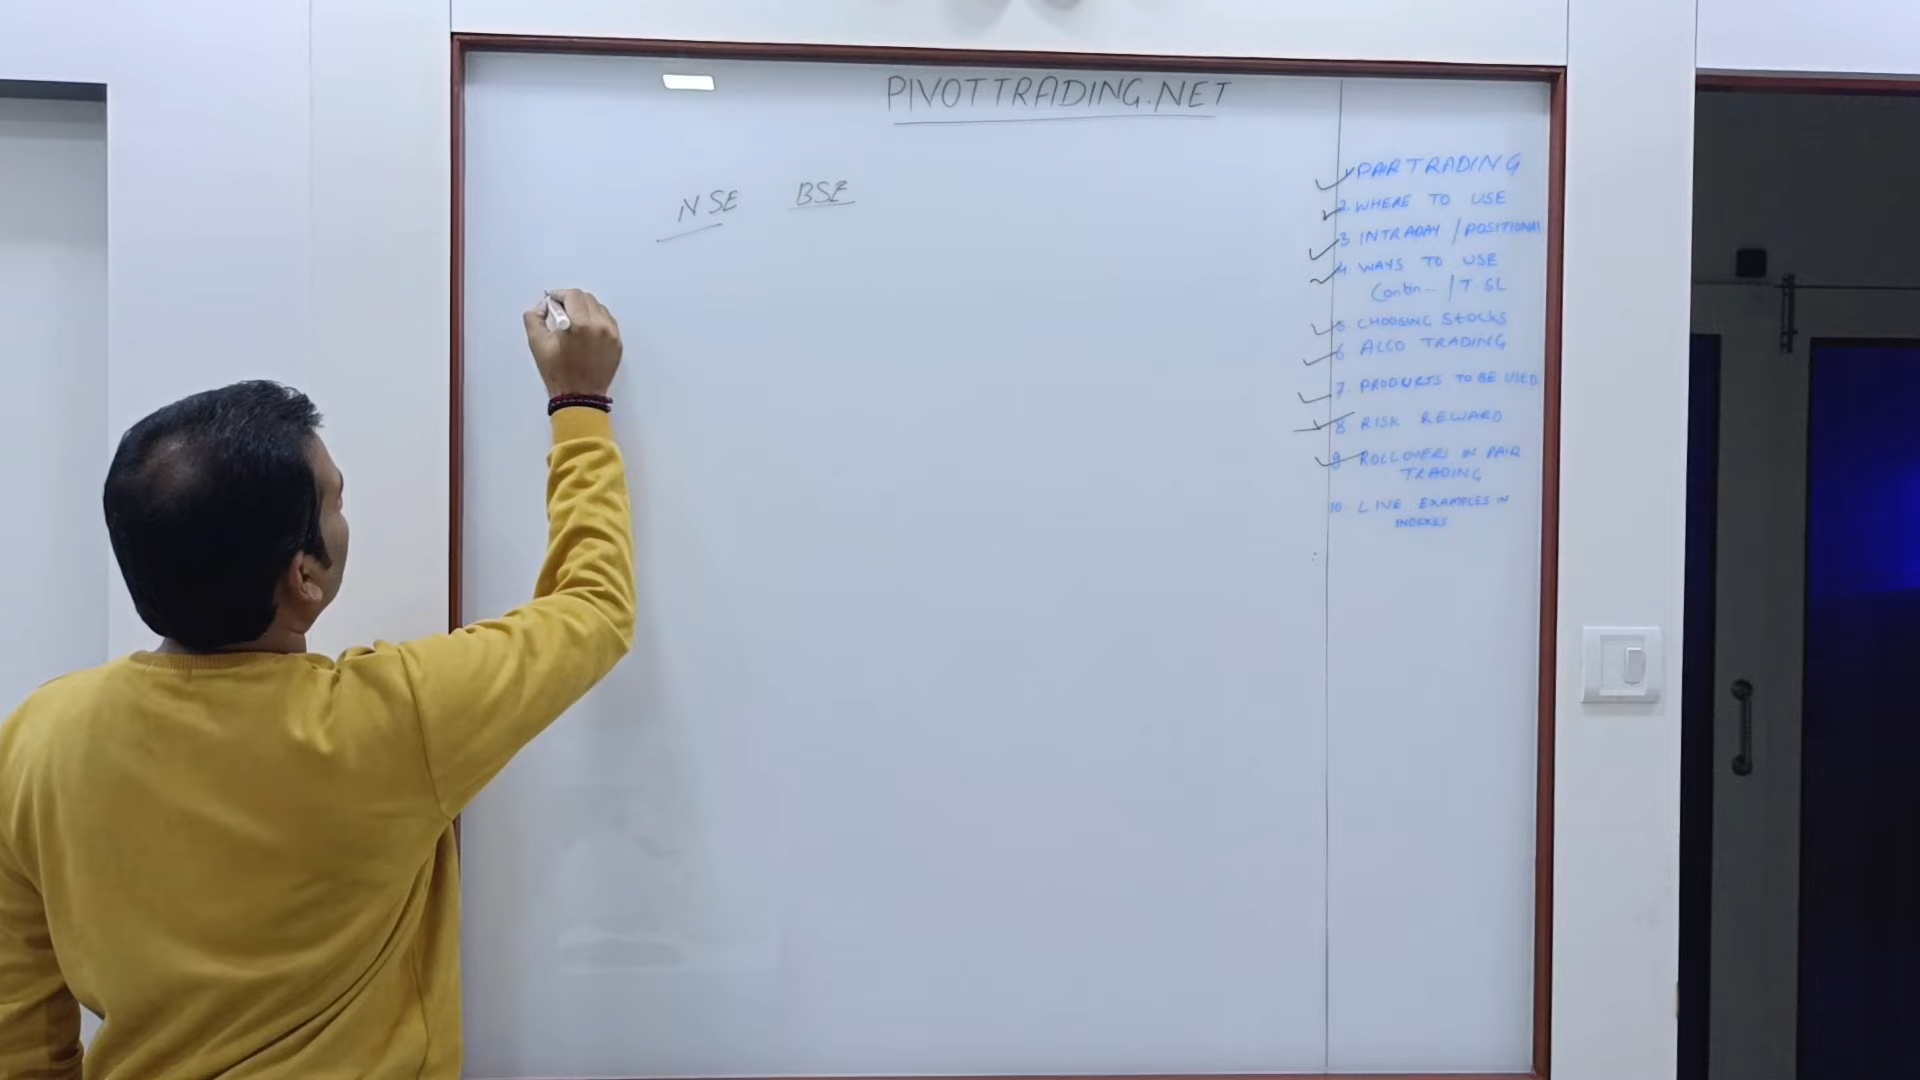 PIVOTTRADING.NET
NSE BSE
1 PAIR TRADING
2. WHERE TO USE
3 INTRADAY / POSITIONAL
4 WAYS TO USE
Contin- / T SL
5. CHOOSING STOCKS
6 ALGO TRADING
7. PRODUCTS TO BE USED
8 RISK REWARD
9 ROLLOVERS IN PAIR
TRADING
10 LIVE EXAMPLES IN
INDEXES